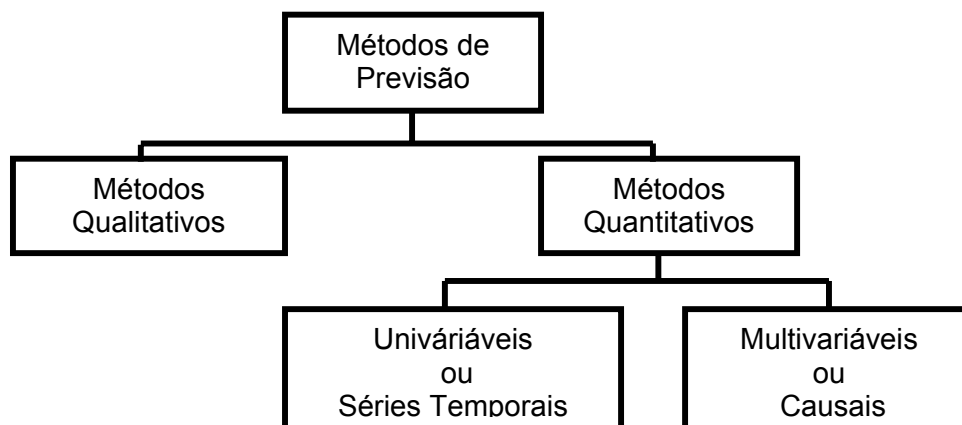 Métodos de
Previsão
Métodos
Qualitativos
Métodos
Quantitativos
Univáriáveis
ou
Séries Temporais
Multivariáveis
ou
Causais